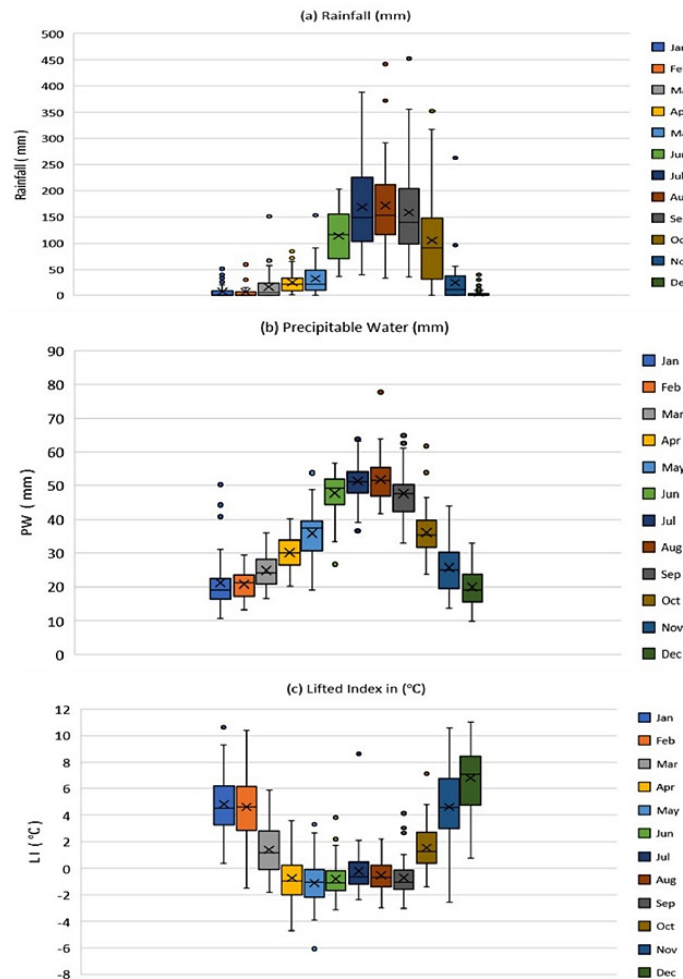 (a) Rainfall (mm)
500
450
400
350
300
250
200
150
100
50
0
Rainfall (mm)
Jan
Fe
Ma
Ap
Ma
Jun
Jul
Au
Se
Oc
No
De
(b) Precipitable Water (mm)
90
80
70
60
50
40
30
20
10
0
PW (mm)
Jan
Feb
Mar
Apr
May
Jun
Jul
Aug
Sep
Oct
Nov
Dec
(c) Lifted Index in (°C)
12
10
8
6
4
2
0
-2
-4
-6
-8
LI (°C)
Jan
Feb
Mar
Apr
May
Jun
Jul
Aug
Sep
Oct
Nov
Dec